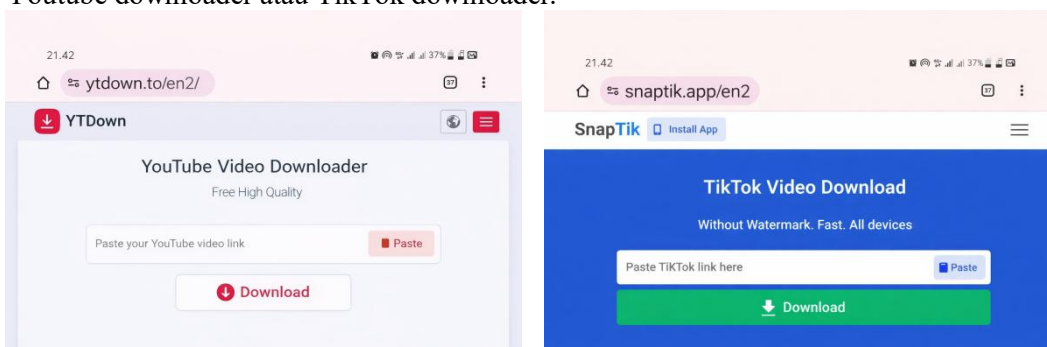 Youtube downloader atau TikTok downloader.
21.42
37%
ytdown.to/en2/
37
YTDown
YouTube Video Downloader
Free High Quality
Paste your YouTube video link
Paste
Download
21.42
37%
snaptik.app/en2
37
SnapTik
Install App
TikTok Video Download
Without Watermark. Fast. All devices
Paste TikTok link here
Paste
Download